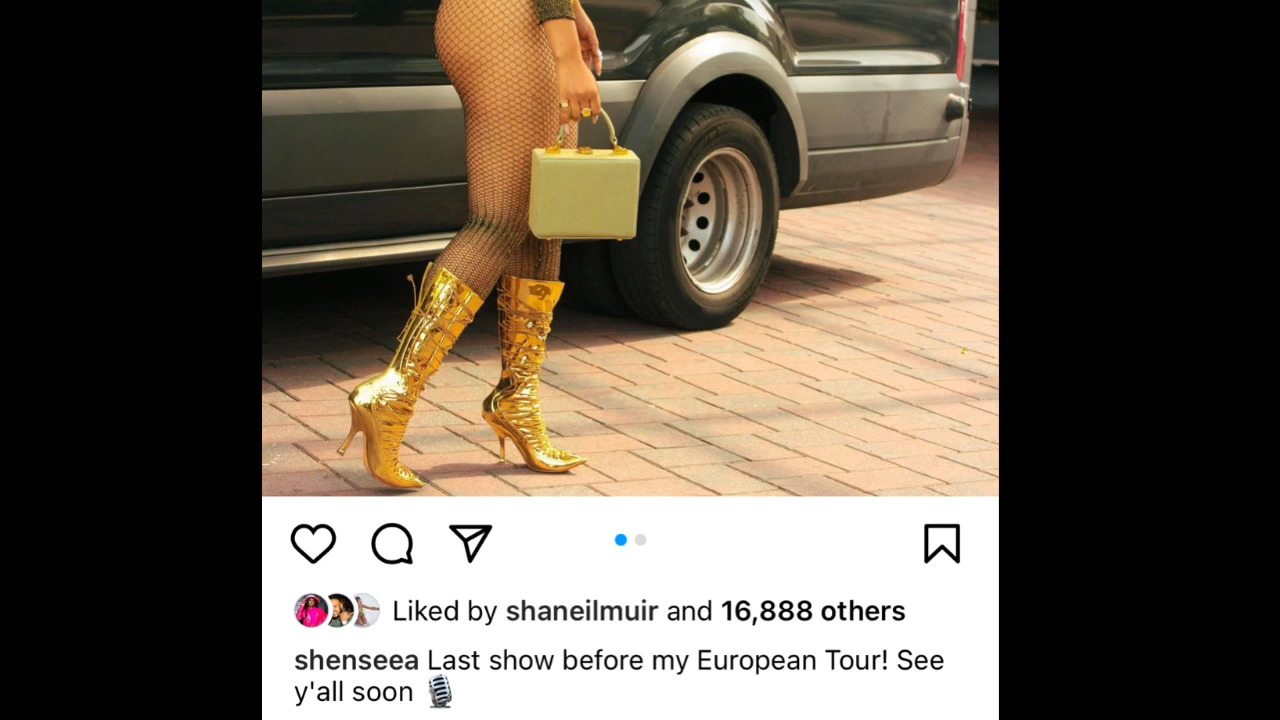 Liked by shaneilmuir and 16,888 others
shenseea Last show before my European Tour! See
y'all soon 🎙️